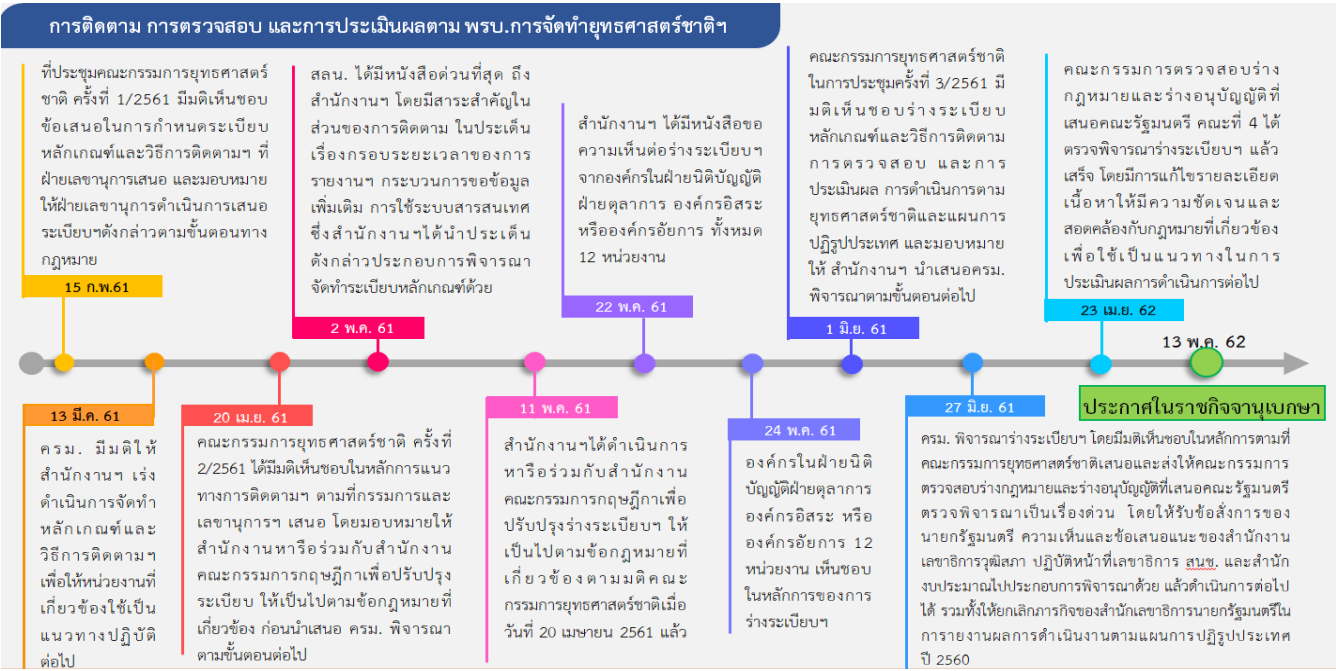 การติดตาม การตรวจสอบ และการประเมินผลตาม พรบ.การจัดทำยุทธศาสตร์ชาติฯ
ที่ประชุมคณะกรรมการยุทธศาสตร์
ชาติ ครั้งที่ 1/2561 มีมติเห็นชอบ
ข้อเสนอในการกำหนดระเบียบ
หลักเกณฑ์และวิธีการติดตามฯ ที่
ฝ่ายเลขานุการเสนอ และมอบหมาย
ให้ฝ่ายเลขานุการดำเนินการเสนอ
ระเบียบฯดังกล่าวตามขั้นตอนทาง
กฎหมาย
15 ก.พ.61
13 มี.ค. 61
ครม. มีมติให้
สำนักงานฯ เร่ง
ดำเนินการจัดทำ
หลักเกณฑ์และ
วิธีการติดตามฯ
เพื่อให้หน่วยงานที่
เกี่ยวข้องใช้เป็น
แนวทางปฏิบัติ
ต่อไป
20 เม.ย. 61
คณะกรรมการยุทธศาสตร์ชาติ ครั้งที่
2/2561 ได้มีมติเห็นชอบในหลักการแนว
ทางการติดตามฯ ตามที่กรรมการและ
เลขานุการฯ เสนอ โดยมอบหมายให้
สำนักงานหารือร่วมกับสำนักงาน
คณะกรรมการกฤษฎีกาเพื่อปรับปรุง
ระเบียบ ให้เป็นไปตามข้อกฎหมายที่
เกี่ยวข้อง ก่อนนำเสนอ ครม. พิจารณา
ตามขั้นตอนต่อไป
สลน. ได้มีหนังสือด่วนที่สุด ถึง
สำนักงานฯ โดยมีสาระสำคัญใน
ส่วนของการติดตาม ในประเด็น
เรื่องกรอบระยะเวลาของการ
รายงานฯ กระบวนการขอข้อมูล
เพิ่มเติม การใช้ระบบสารสนเทศ
ซึ่งสำนักงานฯได้นำประเด็น
ดังกล่าวประกอบการพิจารณา
จัดทำระเบียบหลักเกณฑ์ด้วย
2 พ.ค. 61
11 พ.ค. 61
สำนักงานฯได้ดำเนินการ
หารือร่วมกับสำนักงาน
คณะกรรมการกฤษฎีกาเพื่อ
ปรับปรุงร่างระเบียบฯ ให้
เป็นไปตามข้อกฎหมายที่
เกี่ยวข้องตามมติคณะ
กรรมการยุทธศาสตร์ชาติเมื่อ
วันที่ 20 เมษายน 2561 แล้ว
สำนักงานฯ ได้มีหนังสือขอ
ความเห็นต่อร่างระเบียบฯ
จากองค์กรในฝ่ายนิติบัญญัติ
ฝ่ายตุลาการ องค์กรอิสระ
หรือองค์กรอัยการ ทั้งหมด
12 หน่วยงาน
22 พ.ค. 61
24 พ.ค. 61
องค์กรในฝ่ายนิติ
บัญญัติฝ่ายตุลาการ
องค์กรอิสระ หรือ
องค์กรอัยการ 12
หน่วยงาน เห็นชอบ
ในหลักการของการ
ร่างระเบียบฯ
คณะกรรมการยุทธศาสตร์ชาติ
ในการประชุมครั้งที่ 3/2561 มี
มติเห็นชอบร่างระเบียบ
หลักเกณฑ์และวิธีการติดตาม
การตรวจสอบ และการ
ประเมินผล การดำเนินการตาม
ยุทธศาสตร์ชาติและแผนการ
ปฏิรูปประเทศ และมอบหมาย
ให้ สำนักงานฯ นำเสนอครม.
พิจารณาตามขั้นตอนต่อไป
1 มิ.ย. 61
27 มิ.ย. 61
ครม. พิจารณาร่างระเบียบฯ โดยมีมติเห็นชอบในหลักการตามที่
คณะกรรมการยุทธศาสตร์ชาติเสนอและส่งให้คณะกรรมการ
ตรวจสอบร่างกฎหมายและร่างอนุบัญญัติที่เสนอคณะรัฐมนตรี
ตรวจพิจารณาเป็นเรื่องด่วน โดยให้รับข้อสั่งการของ
นายกรัฐมนตรี ความเห็นและข้อเสนอแนะของสำนักงาน
เลขาธิการวุฒิสภา ปฏิบัติหน้าที่เลขาธิการ สนช. และสำนัก
งบประมาณไปประกอบการพิจารณาด้วย แล้วดำเนินการต่อไป
ได้ รวมทั้งให้ยกเลิกภารกิจของสำนักเลขาธิการนายกรัฐมนตรีใน
การายงานผลการดำเนินงานตามแผนการปฏิรูปประเทศ
ปี 2560
คณะกรรมการตรวจสอบร่าง
กฎหมายและร่างอนุบัญญัติที่
เสนอคณะรัฐมนตรี คณะที่ 4 ได้
ตรวจพิจารณาร่างระเบียบฯ แล้ว
เสร็จ โดยมีการแก้ไขรายละเอียด
เนื้อหาให้มีความชัดเจนและ
สอดคล้องกับกฎหมายที่เกี่ยวข้อง
เพื่อใช้เป็นแนวทางในการ
ประเมินผลการดำเนินการต่อไป
23 เม.ย. 62
13 พ.ค. 62
ประกาศในราชกิจจานุเบกษา